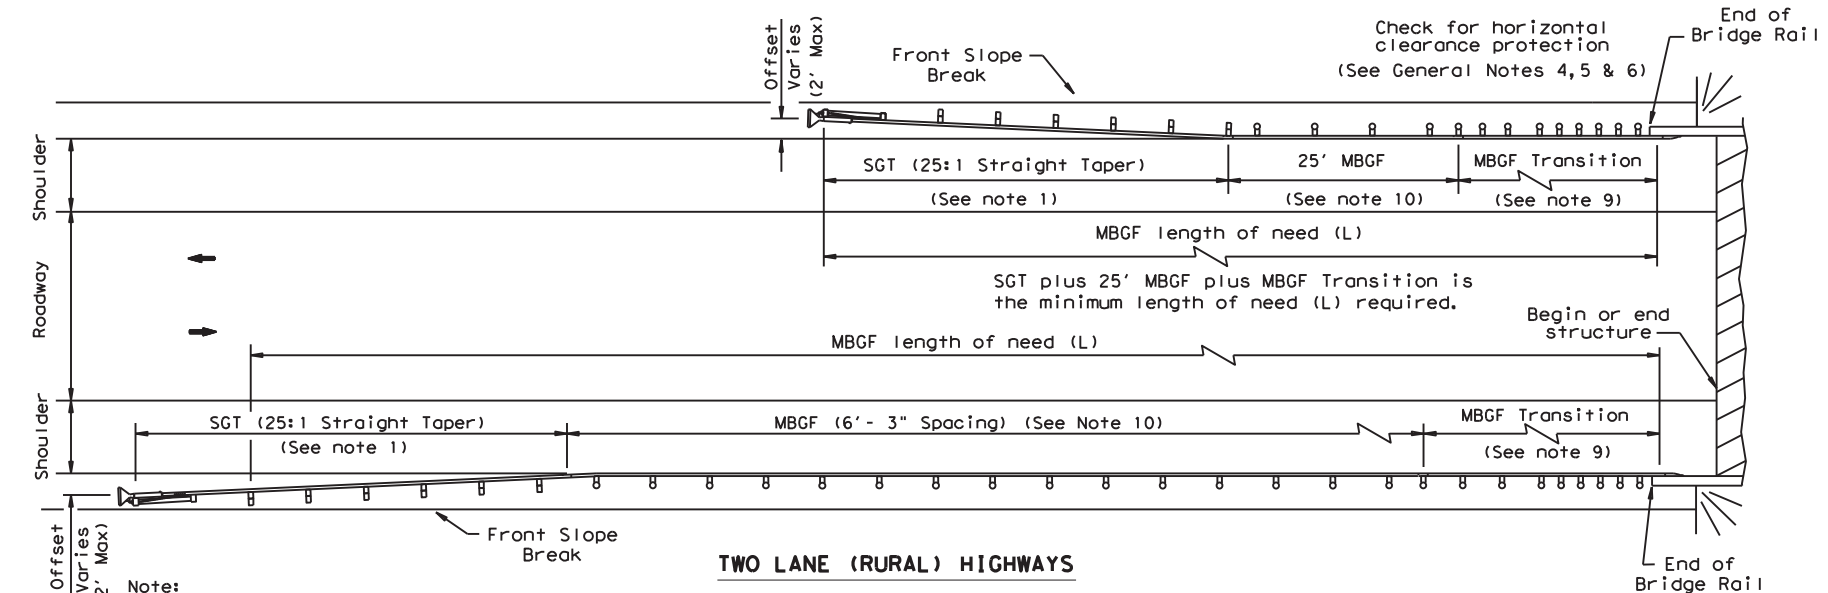 Offset
Varies
(2' Max)
Front Slope
Break
Check for horizontal
clearance protection
(See General Notes 4,5 & 6)
End of
Bridge Rail
Shoulder
SGT (25:1 Straight Taper)
(See note 1)
25' MBGF
(See note 10)
MBGF Transition
(See note 9)
MBGF length of need (L)
SGT plus 25' MBGF plus MBGF Transition is
the minimum length of need (L) required.
Roadway
Begin or end
structure
MBGF length of need (L)
Shoulder
SGT (25:1 Straight Taper)
(See note 1)
MBGF (6'- 3" Spacing) (See Note 10)
MBGF Transition
(See note 9)
Offset
Varies
2' Max)
Front Slope
Break
TWO LANE (RURAL) HIGHWAYS
End of
Bridge Rail
Note: